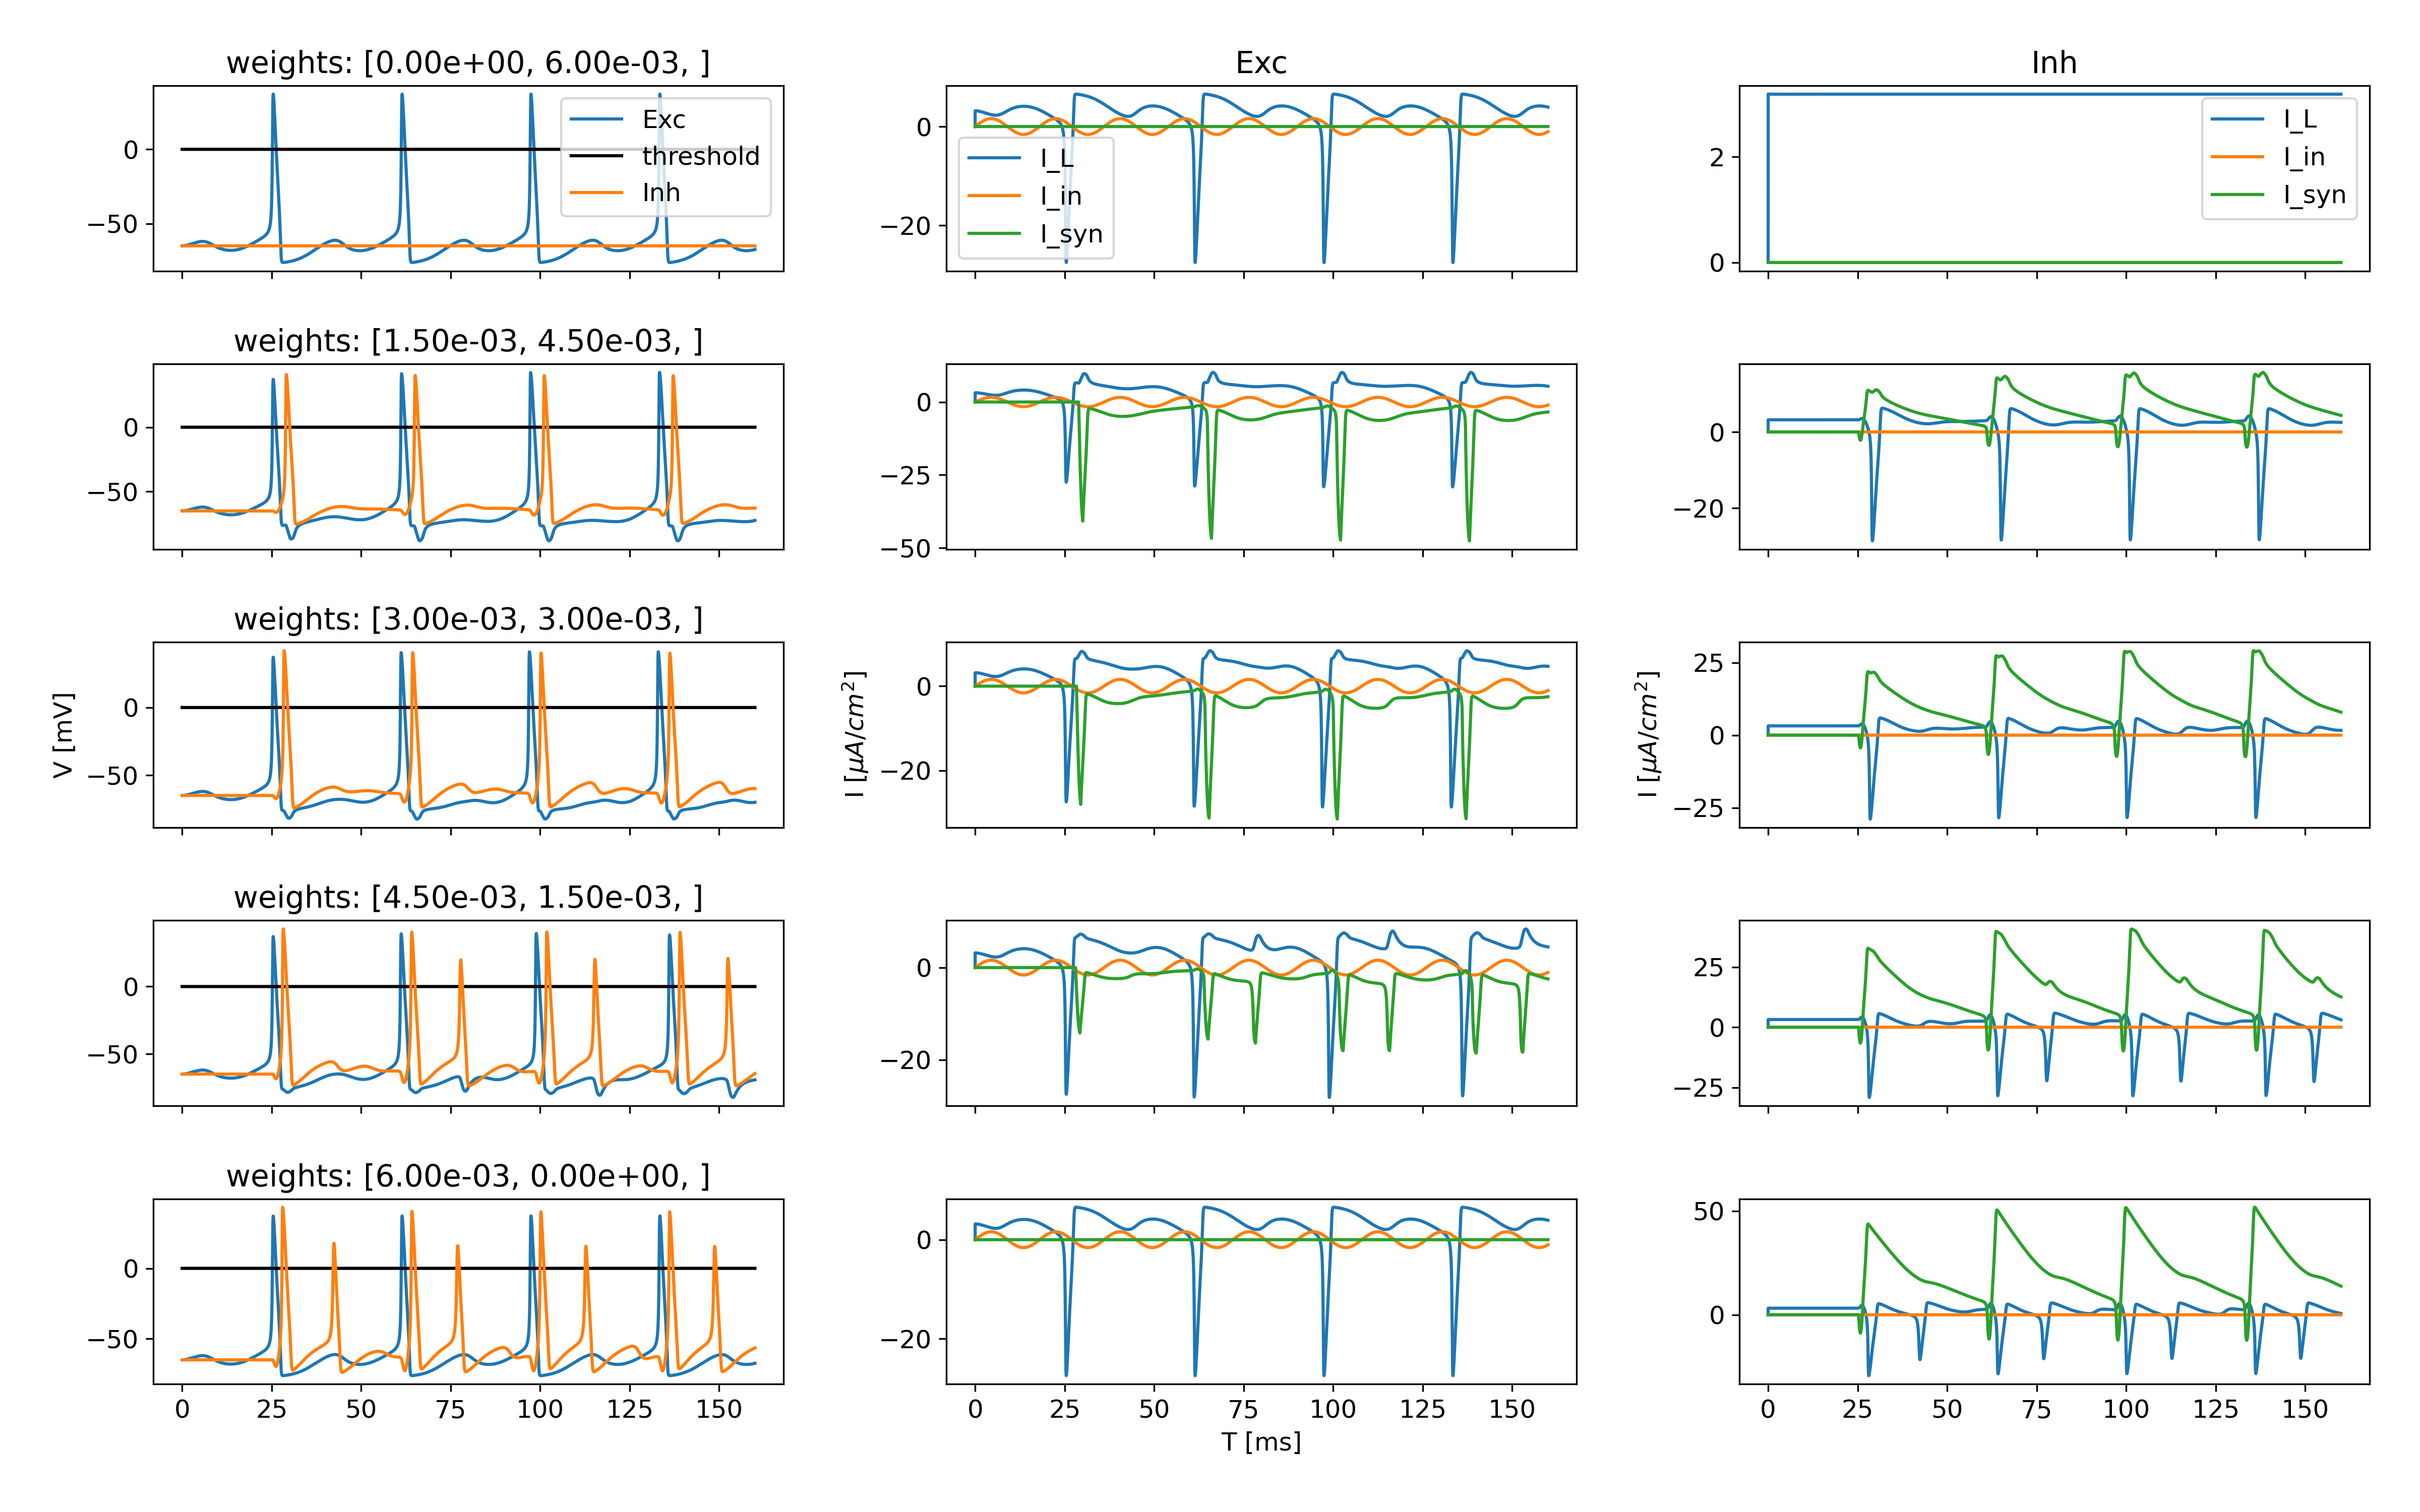 weights: [0.00e+00, 6.00e-03, ]
Exc
Inh
0
−50
Exc
threshold
Inh
0
−20
I_L
I_in
I_syn
2
0
I_L
I_in
I_syn
weights: [1.50e-03, 4.50e-03, ]
0
−50
0
−25
−50
0
−20
weights: [3.00e-03, 3.00e-03, ]
V [mV]
0
−50
I [μA/cm²]
0
−20
I [μA/cm²]
25
0
−25
weights: [4.50e-03, 1.50e-03, ]
0
−50
0
−20
25
0
−25
weights: [6.00e-03, 0.00e+00, ]
0
−50
0 25 50 75 100 125 150
0
−20
0 25 50 75 100 125 150
T [ms]
50
0
0 25 50 75 100 125 150